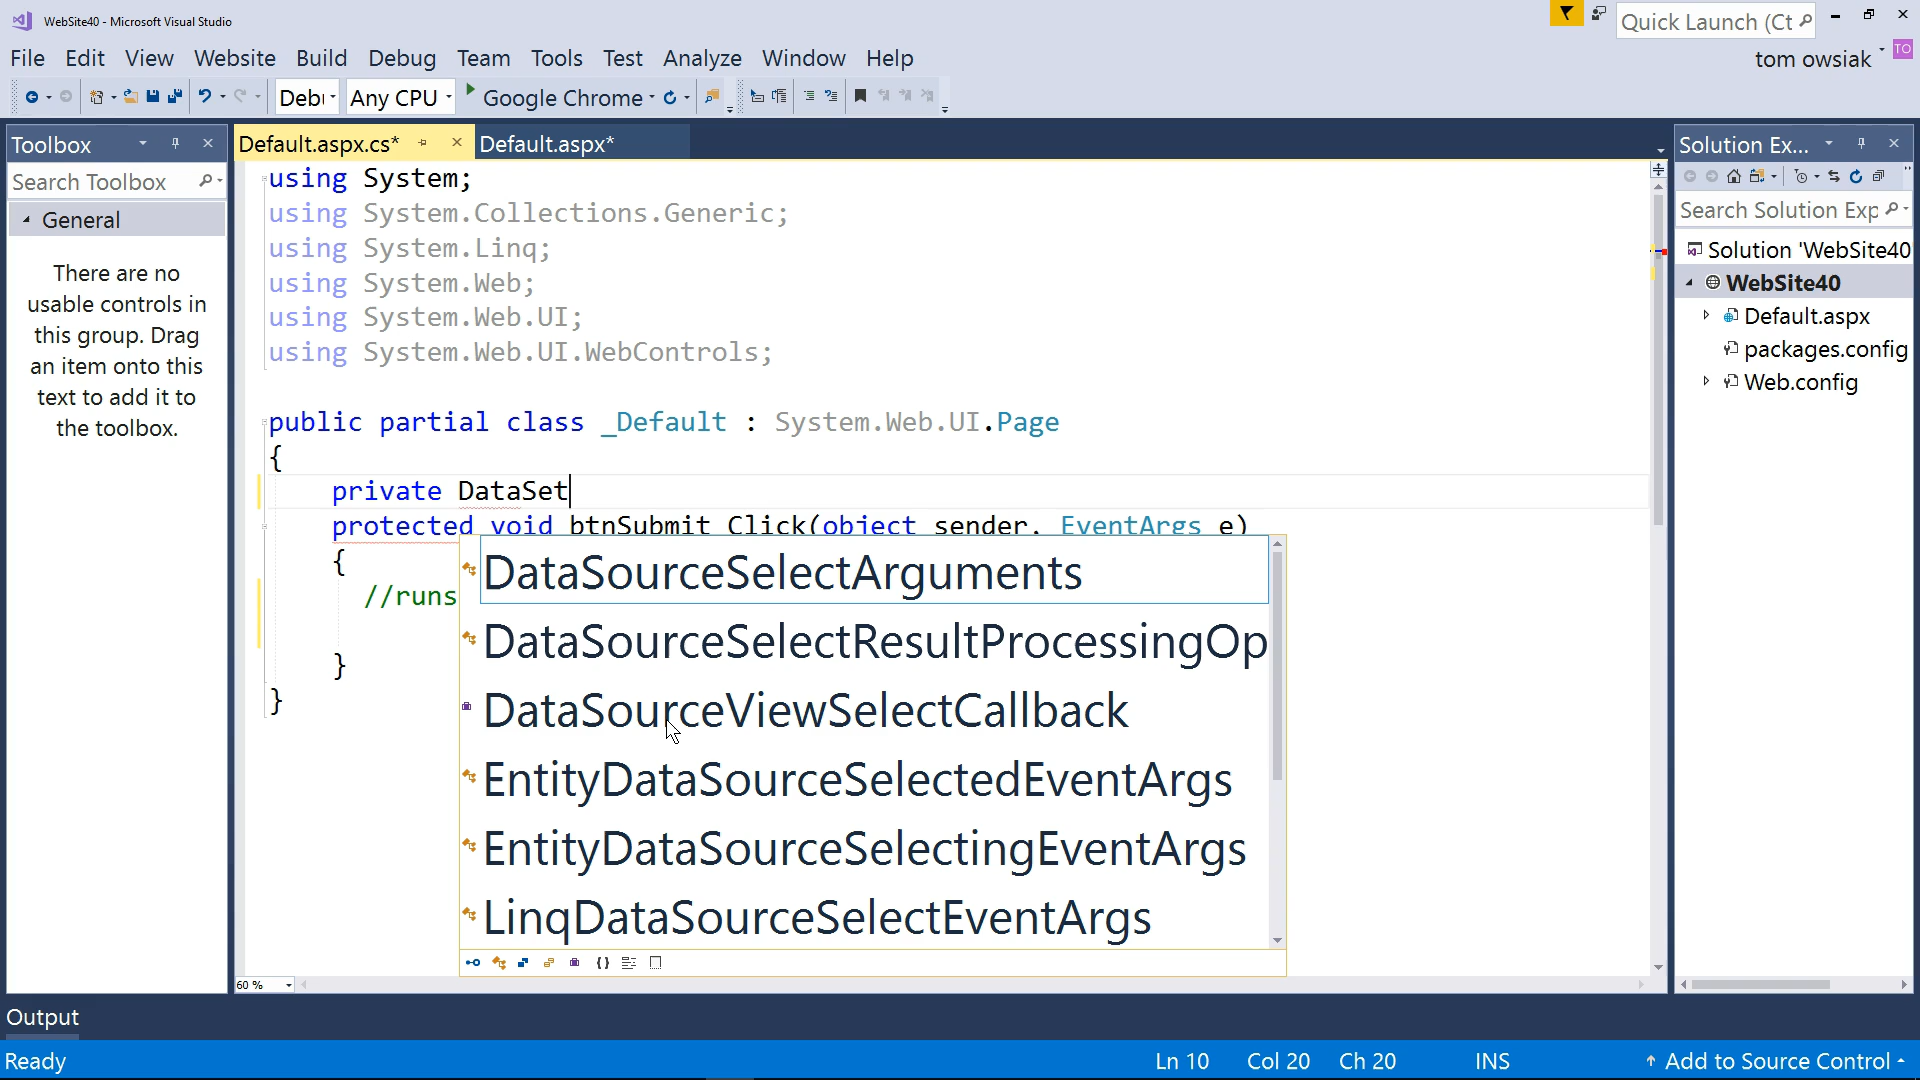 WebSite40 - Microsoft Visual Studio
Quick Launch (Ct
File Edit View Website Build Debug Team Tools Test Analyze Window Help
tom owsiak
TO
Any CPU
Google Chrome
Toolbox
Default.aspx.cs*
Default.aspx*
Solution Ex...
Search Toolbox
General
There are no
usable controls in
this group. Drag
an item onto this
text to add it to
the toolbox.
using System;
using System.Collections.Generic;
using System.Linq;
using System.Web;
using System.Web.UI;
using System.Web.UI.WebControls;
public partial class _Default : System.Web.UI.Page
{
private DataSet
protected void btnSubmit_Click(object sender, EventArgs e)
{
//runs
}
}
DataSourceSelectArguments
DataSourceSelectResultProcessingOp
DataSourceViewSelectCallback
EntityDataSourceSelectedEventArgs
EntityDataSourceSelectingEventArgs
LinqDataSourceSelectEventArgs
Search Solution Exp
Solution 'WebSite40
WebSite40
Default.aspx
packages.config
Web.config
60 %
Output
Ready
Ln 10
Col 20
Ch 20
INS
Add to Source Control